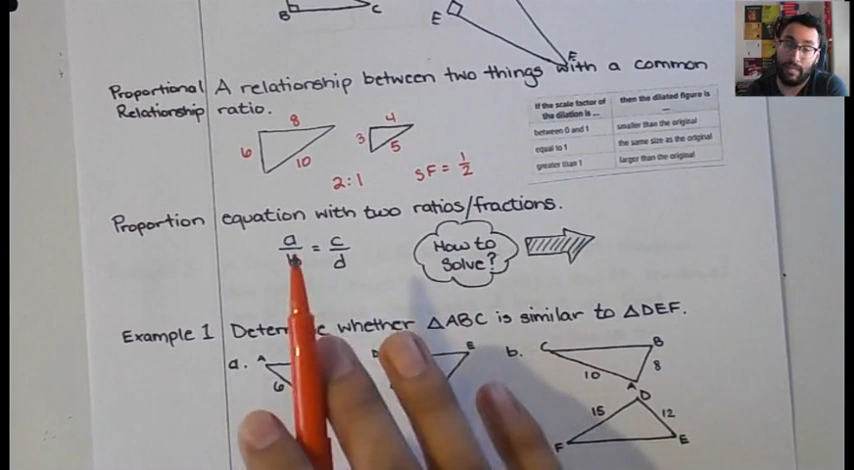 B C
E F
Proportional Relationship A relationship between two things with a common ratio.
8 4
6 10 3 5
2:1 SF = 1/2
If the scale factor of the dilation is ... then the dilated figure is ...
between 0 and 1 smaller than the original
equal to 1 the same size as the original
greater than 1 larger than the original
Proportion equation with two ratios/fractions.
a/b = c/d
How to Solve?
Example 1 △ABC is similar to △DEF.
whether
a. A 6 D E
b. C B
10 8
A
D
15 12
F E